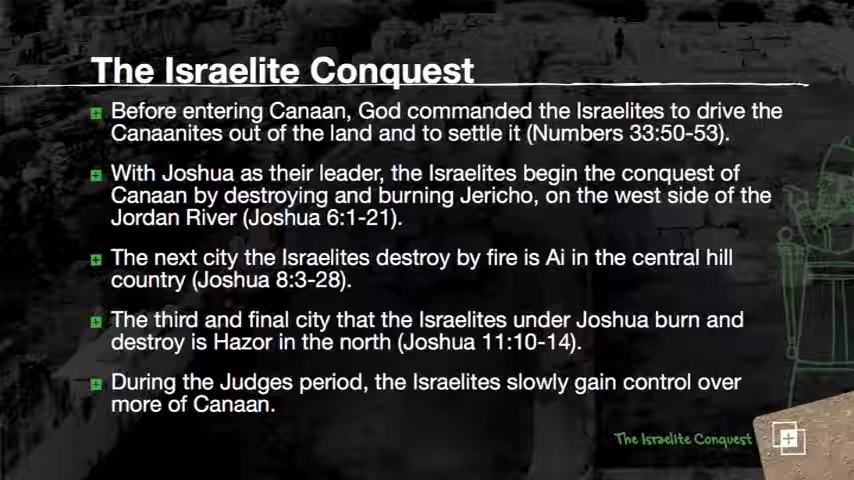 The Israelite Conquest
Before entering Canaan, God commanded the Israelites to drive the
Canaanites out of the land and to settle it (Numbers 33:50-53).
With Joshua as their leader, the Israelites begin the conquest of
Canaan by destroying and burning Jericho, on the west side of the
Jordan River (Joshua 6:1-21).
The next city the Israelites destroy by fire is Ai in the central hill
country (Joshua 8:3-28).
The third and final city that the Israelites under Joshua burn and
destroy is Hazor in the north (Joshua 11:10-14).
During the Judges period, the Israelites slowly gain control over
more of Canaan.
The Israelite Conquest